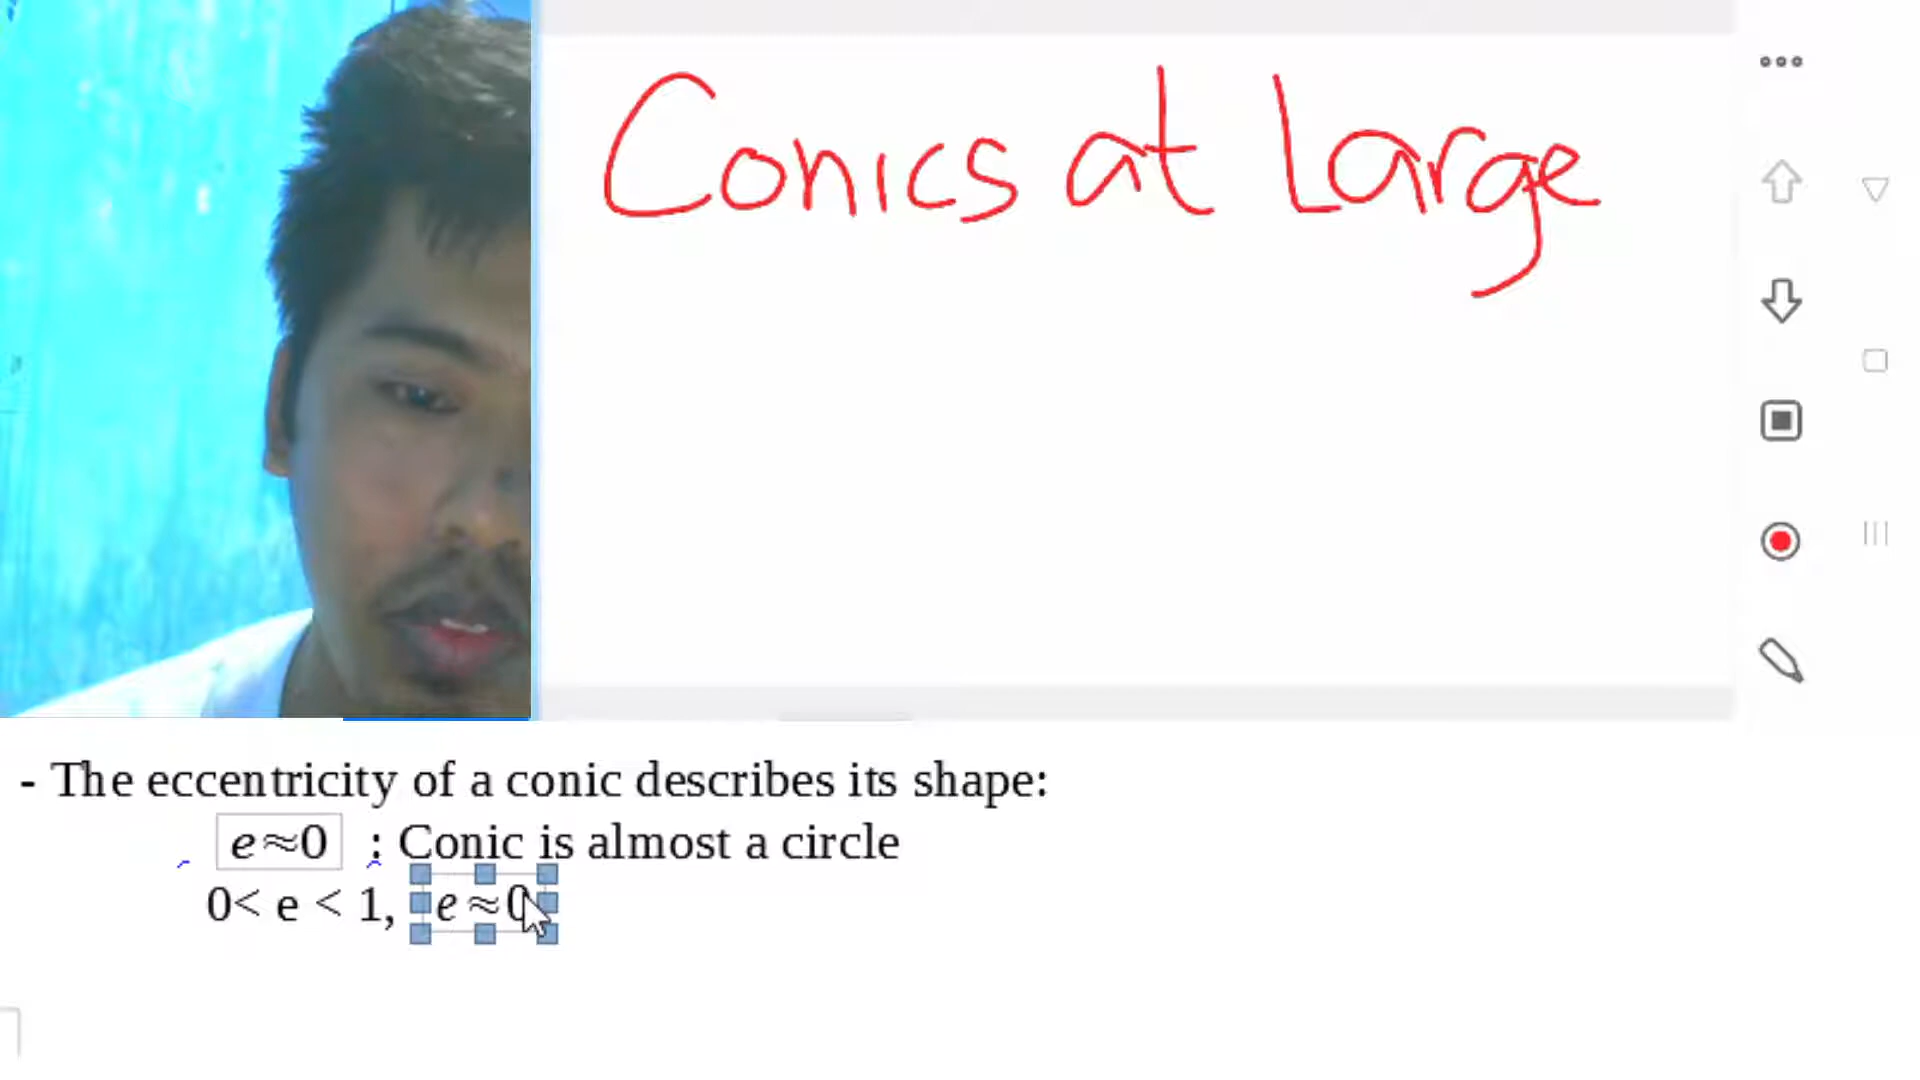 Conics at Large
- The eccentricity of a conic describes its shape:
e≈0 : Conic is almost a circle
0< e < 1, e≈0